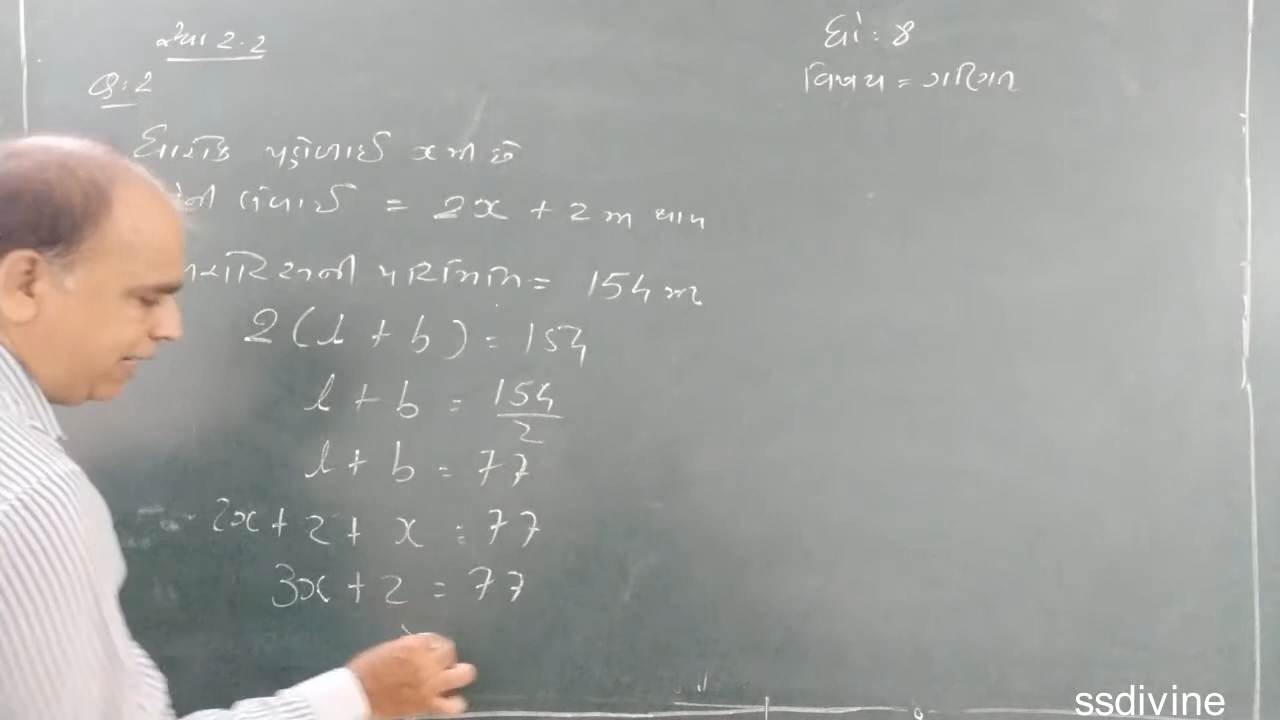 સ્વા 2.2
ધો : 8
Q : 2
વિષય = ગણિત
ધારોકે પહોળાઈ x મી છે
લંબાઈ = 2x + 2 મ થાય
પરિમિતિ = 154 મ
2(l + b) = 154
l + b = 154/2
l + b = 77
2x + 2 + x = 77
3x + 2 = 77
ssdivine